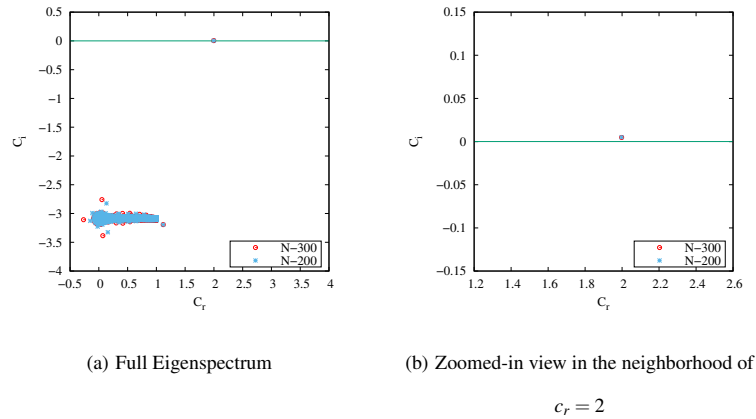 0.5
0
−0.5
−1
−1.5
−2
−2.5
−3
−3.5
−4
C_i
−0.5 0 0.5 1 1.5 2 2.5 3 3.5 4
C_r
N−300
N−200
(a) Full Eigenspectrum
0.15
0.1
0.05
0
−0.05
−0.1
−0.15
C_i
1.2 1.4 1.6 1.8 2 2.2 2.4 2.6
C_r
N−300
N−200
(b) Zoomed-in view in the neighborhood of
c_r = 2